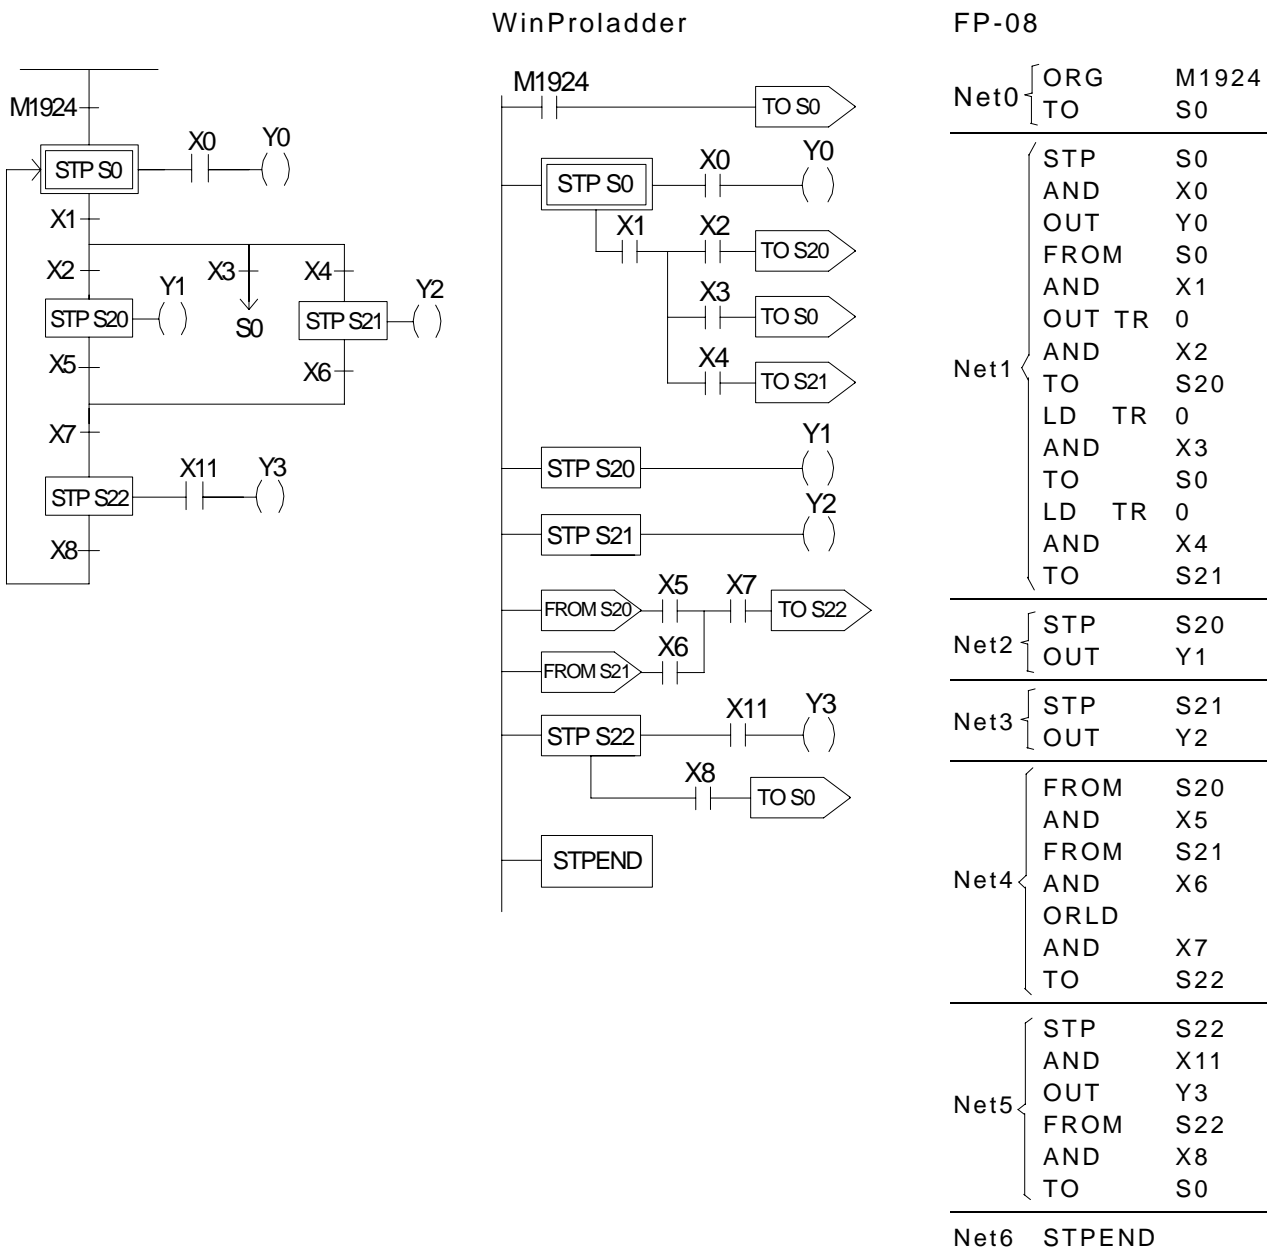 WinProladder
FP-08
M1924
X0 Y0
STP S0
X1
X2 X3 X4
Y1 Y2
STP S20 S0 STP S21
X5 X6
X7
X11 Y3
STP S22
X8
M1924
TO S0
X0 Y0
STP S0
X1 X2
TO S20
X3
TO S0
X4
TO S21
Y1
STP S20
Y2
STP S21
X5 X7
FROM S20 TO S22
X6
FROM S21
X11 Y3
STP S22
X8
TO S0
STPEND
Net0
ORG M1924
TO S0
Net1
STP S0
AND X0
OUT Y0
FROM S0
AND X1
OUT TR 0
AND X2
TO S20
LD TR 0
AND X3
TO S0
LD TR 0
AND X4
TO S21
Net2
STP S20
OUT Y1
Net3
STP S21
OUT Y2
Net4
FROM S20
AND X5
FROM S21
AND X6
ORLD
AND X7
TO S22
Net5
STP S22
AND X11
OUT Y3
FROM S22
AND X8
TO S0
Net6 STPEND